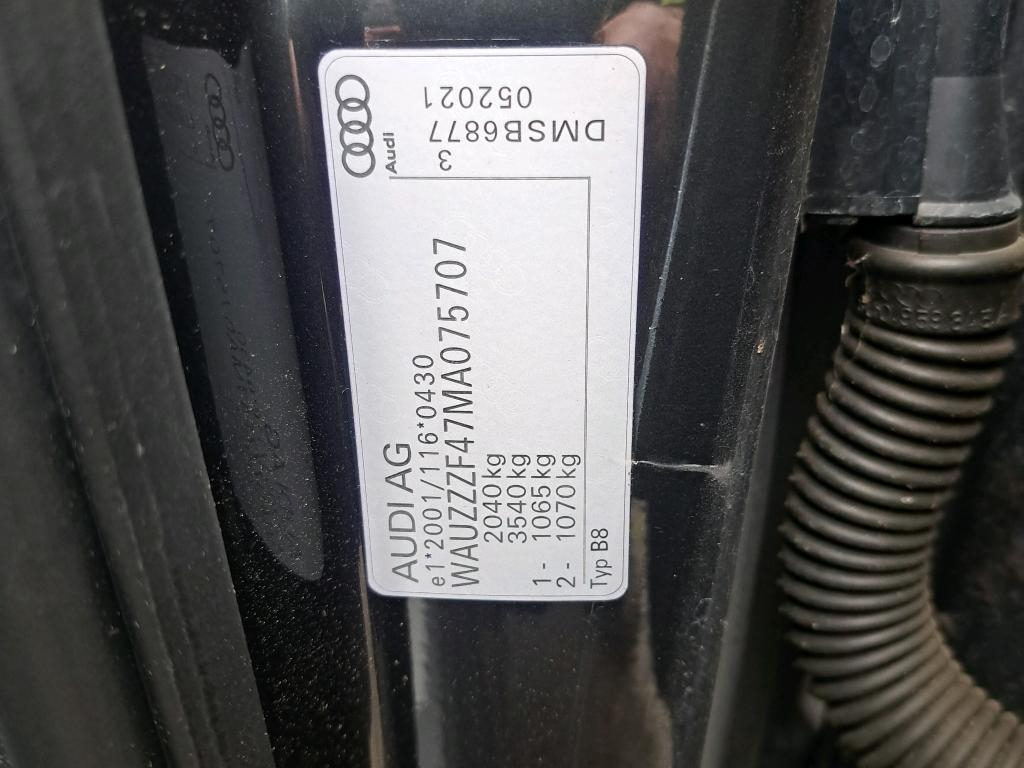 AUDI AG
e1*2001/116*0430
WAUZZZF47MA075707
2040kg
3540kg
1 - 1065kg
2 - 1070kg
Typ B8
Audi
3
DMSB6877
052021